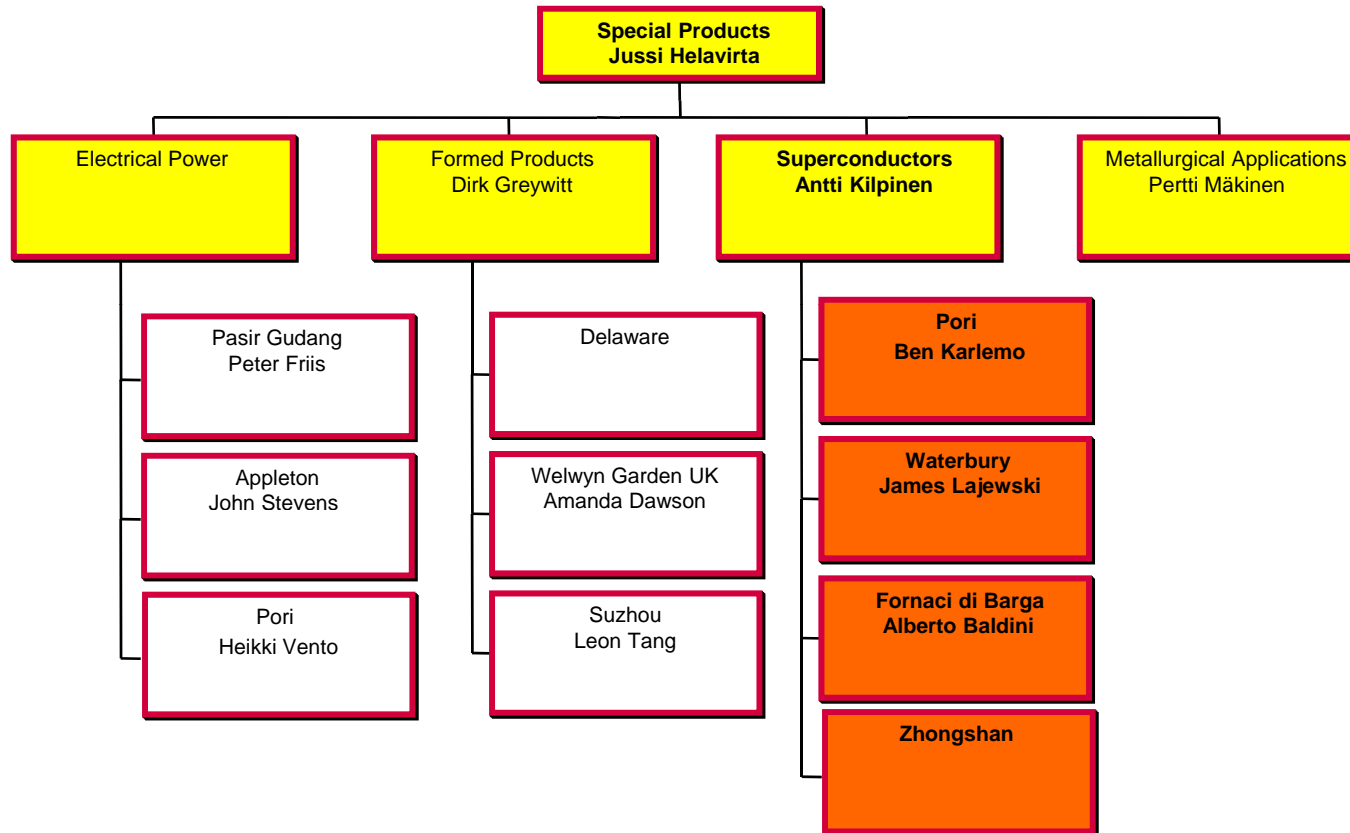 Special Products
Jussi Helavirta
Electrical Power
Formed Products
Dirk Greywitt
Superconductors
Antti Kilpinen
Metallurgical Applications
Pertti Mäkinen
Pasir Gudang
Peter Friis
Appleton
John Stevens
Pori
Heikki Vento
Delaware
Welwyn Garden UK
Amanda Dawson
Suzhou
Leon Tang
Pori
Ben Karlemo
Waterbury
James Lajewski
Fornaci di Barga
Alberto Baldini
Zhongshan